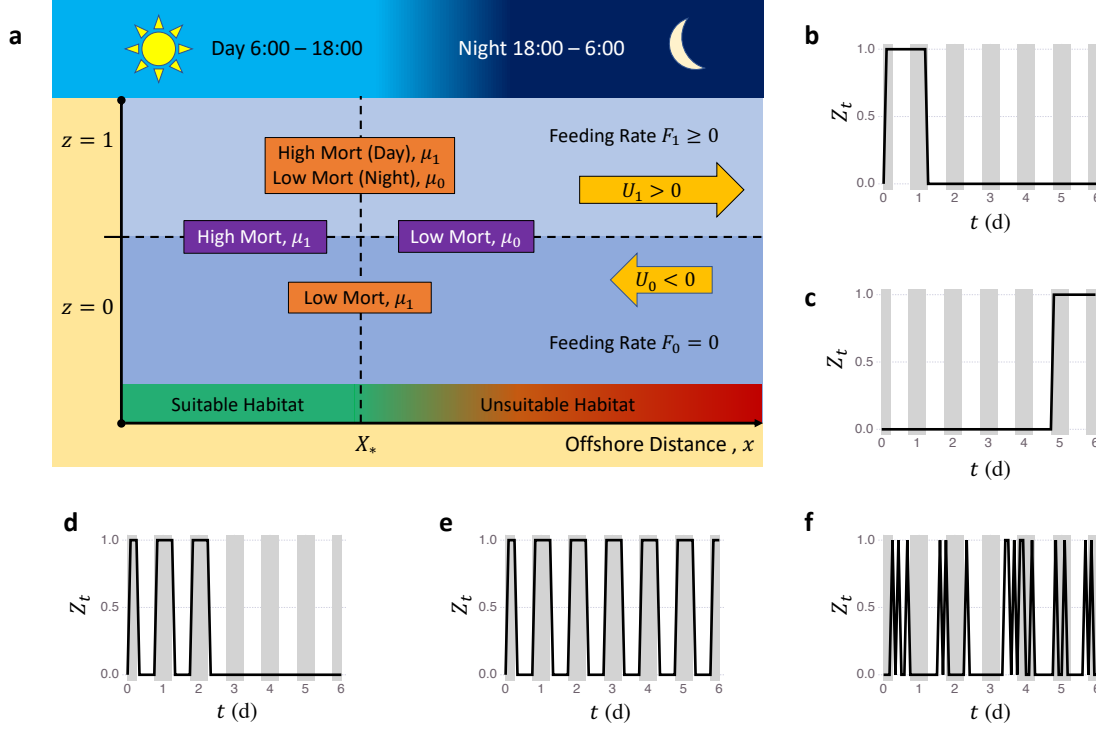 a
Day 6:00 – 18:00
Night 18:00 – 6:00
z = 1
High Mort (Day), μ₁
Low Mort (Night), μ₀
Feeding Rate F₁ ≥ 0
U₁ > 0
High Mort, μ₁
Low Mort, μ₀
z = 0
Low Mort, μ₁
U₀ < 0
Feeding Rate F₀ = 0
Suitable Habitat
Unsuitable Habitat
X*
Offshore Distance , x
b
Zₜ
1.0
0.5
0.0
0 1 2 3 4 5 6
t (d)
c
Zₜ
1.0
0.5
0.0
0 1 2 3 4 5 6
t (d)
d
Zₜ
1.0
0.5
0.0
0 1 2 3 4 5 6
t (d)
e
Zₜ
1.0
0.5
0.0
0 1 2 3 4 5 6
t (d)
f
Zₜ
1.0
0.5
0.0
0 1 2 3 4 5 6
t (d)